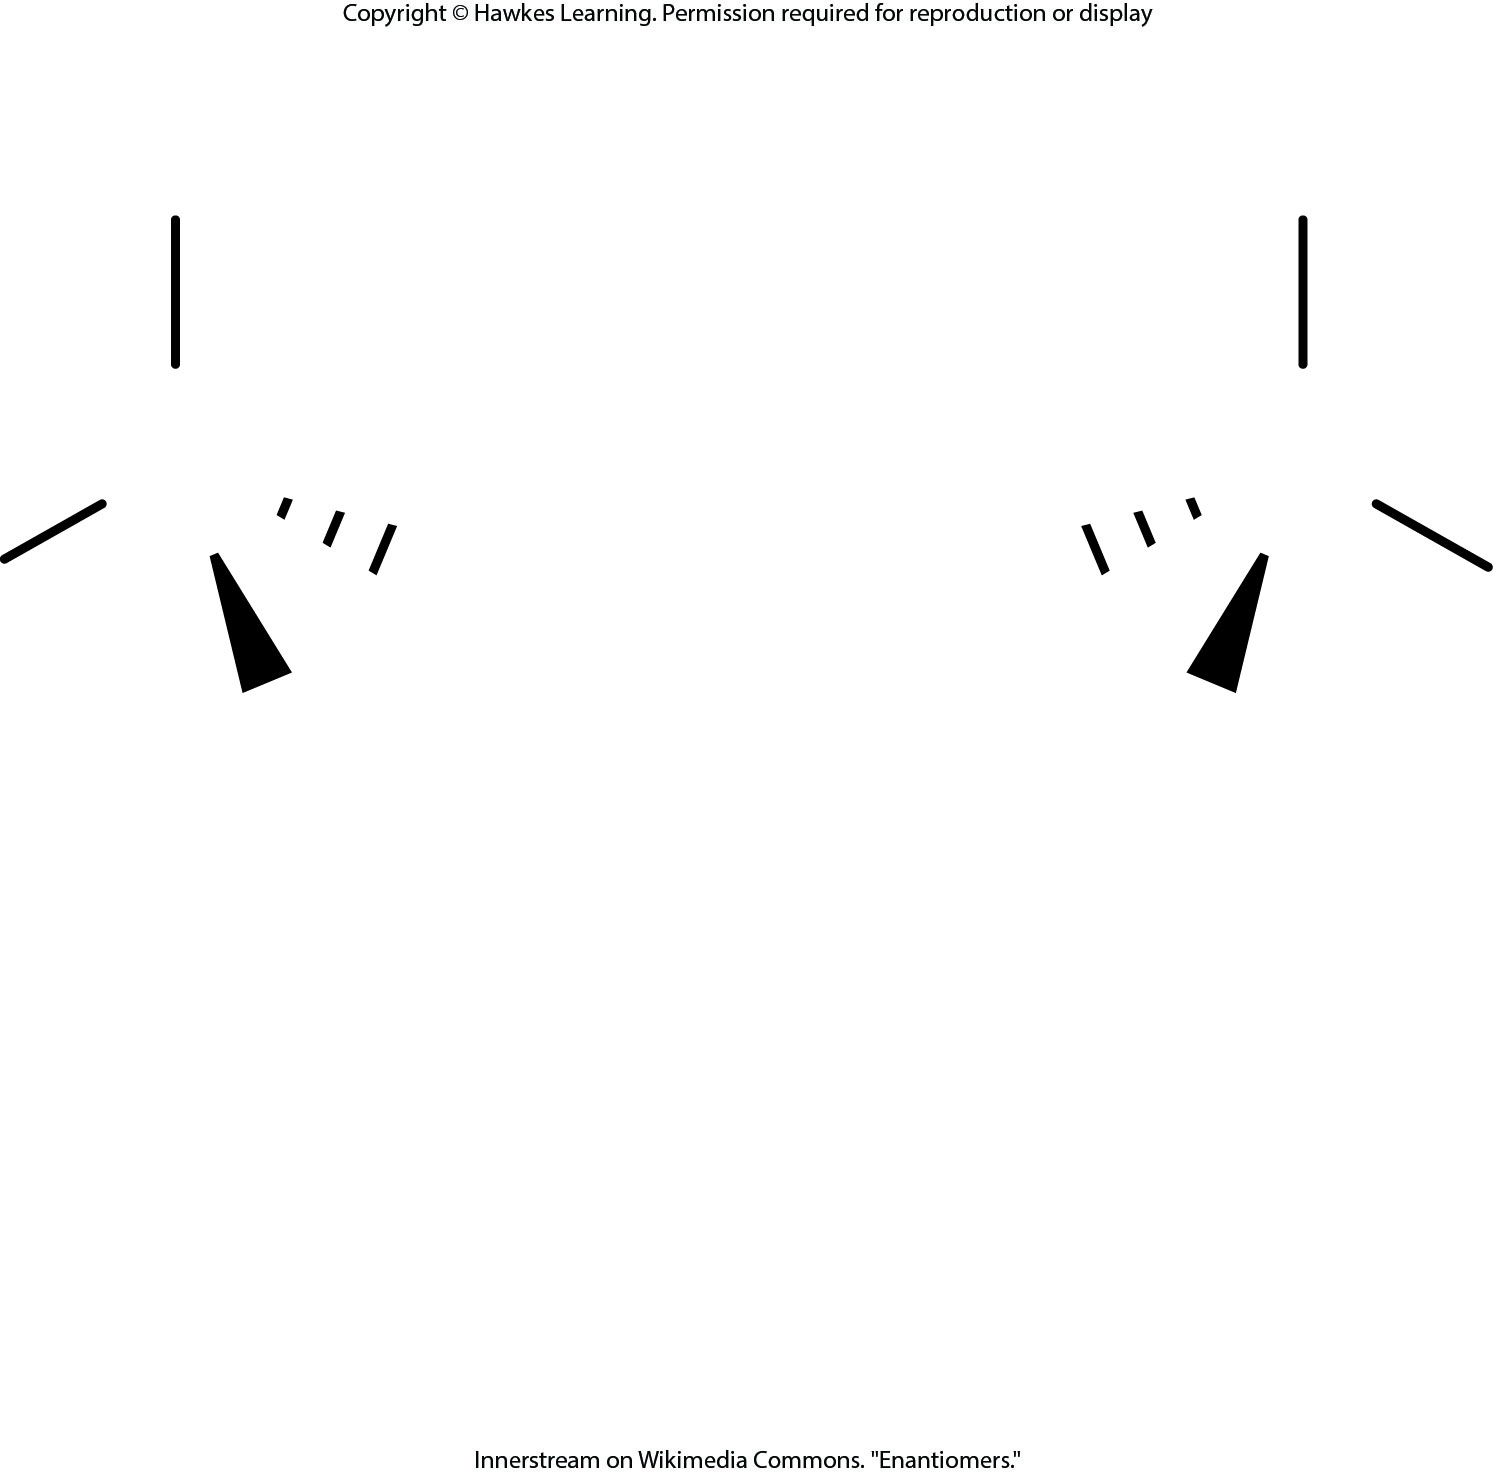 Copyright © Hawkes Learning. Permission required for reproduction or display
Innerstream on Wikimedia Commons. "Enantiomers."